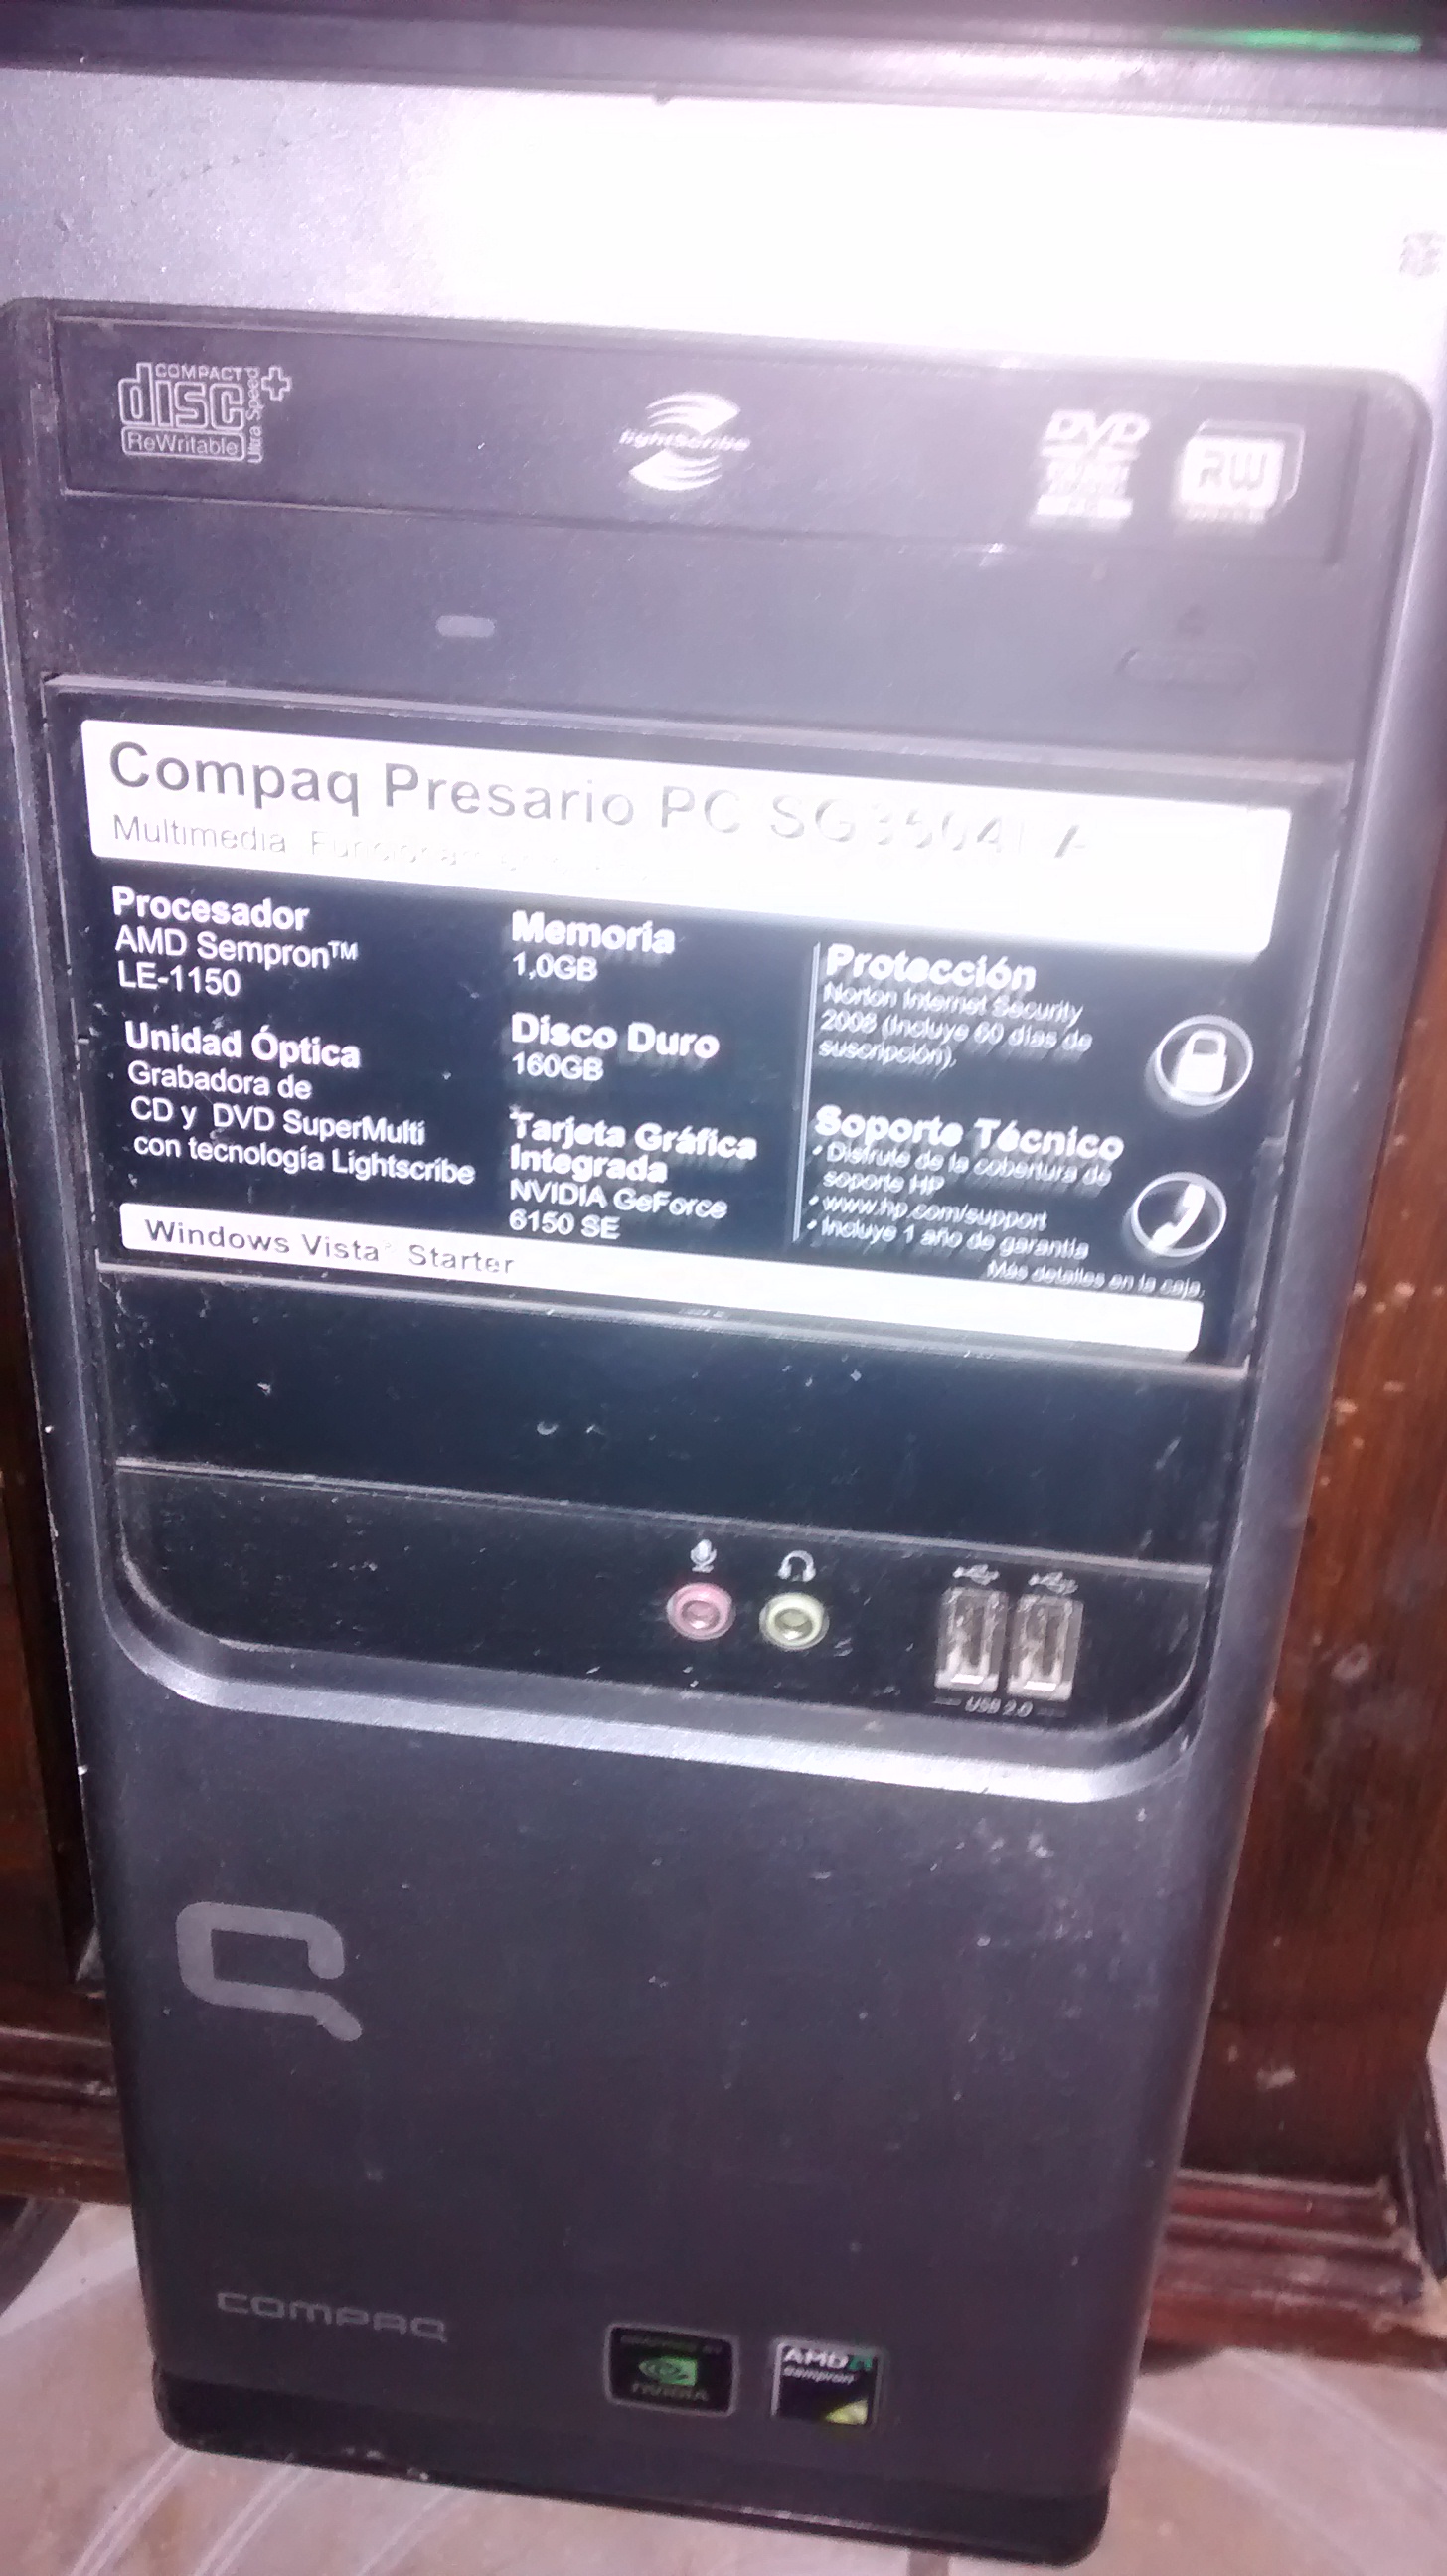 COMPACT
disc
ReWritable
Ultra Speed
lightScribe
DVD
RW
Compaq Presario PC
Multimedia
Procesador
AMD Sempron™
LE-1150
Unidad Óptica
Grabadora de
CD y DVD SuperMulti
con tecnología Lightscribe
Memoria
1,0GB
Disco Duro
160GB
Tarjeta Gráfica
Integrada
NVIDIA GeForce
6150 SE
Protección
Norton Internet Security
2008 (Incluye 60 días de
suscripción).
Soporte Técnico
• Disfrute de la cobertura de
soporte HP
• www.hp.com/support
• Incluye 1 año de garantía
Más detalles en la caja.
Windows Vista Starter
USB 2.0
COMPAQ
NVIDIA
AMD
Sempron